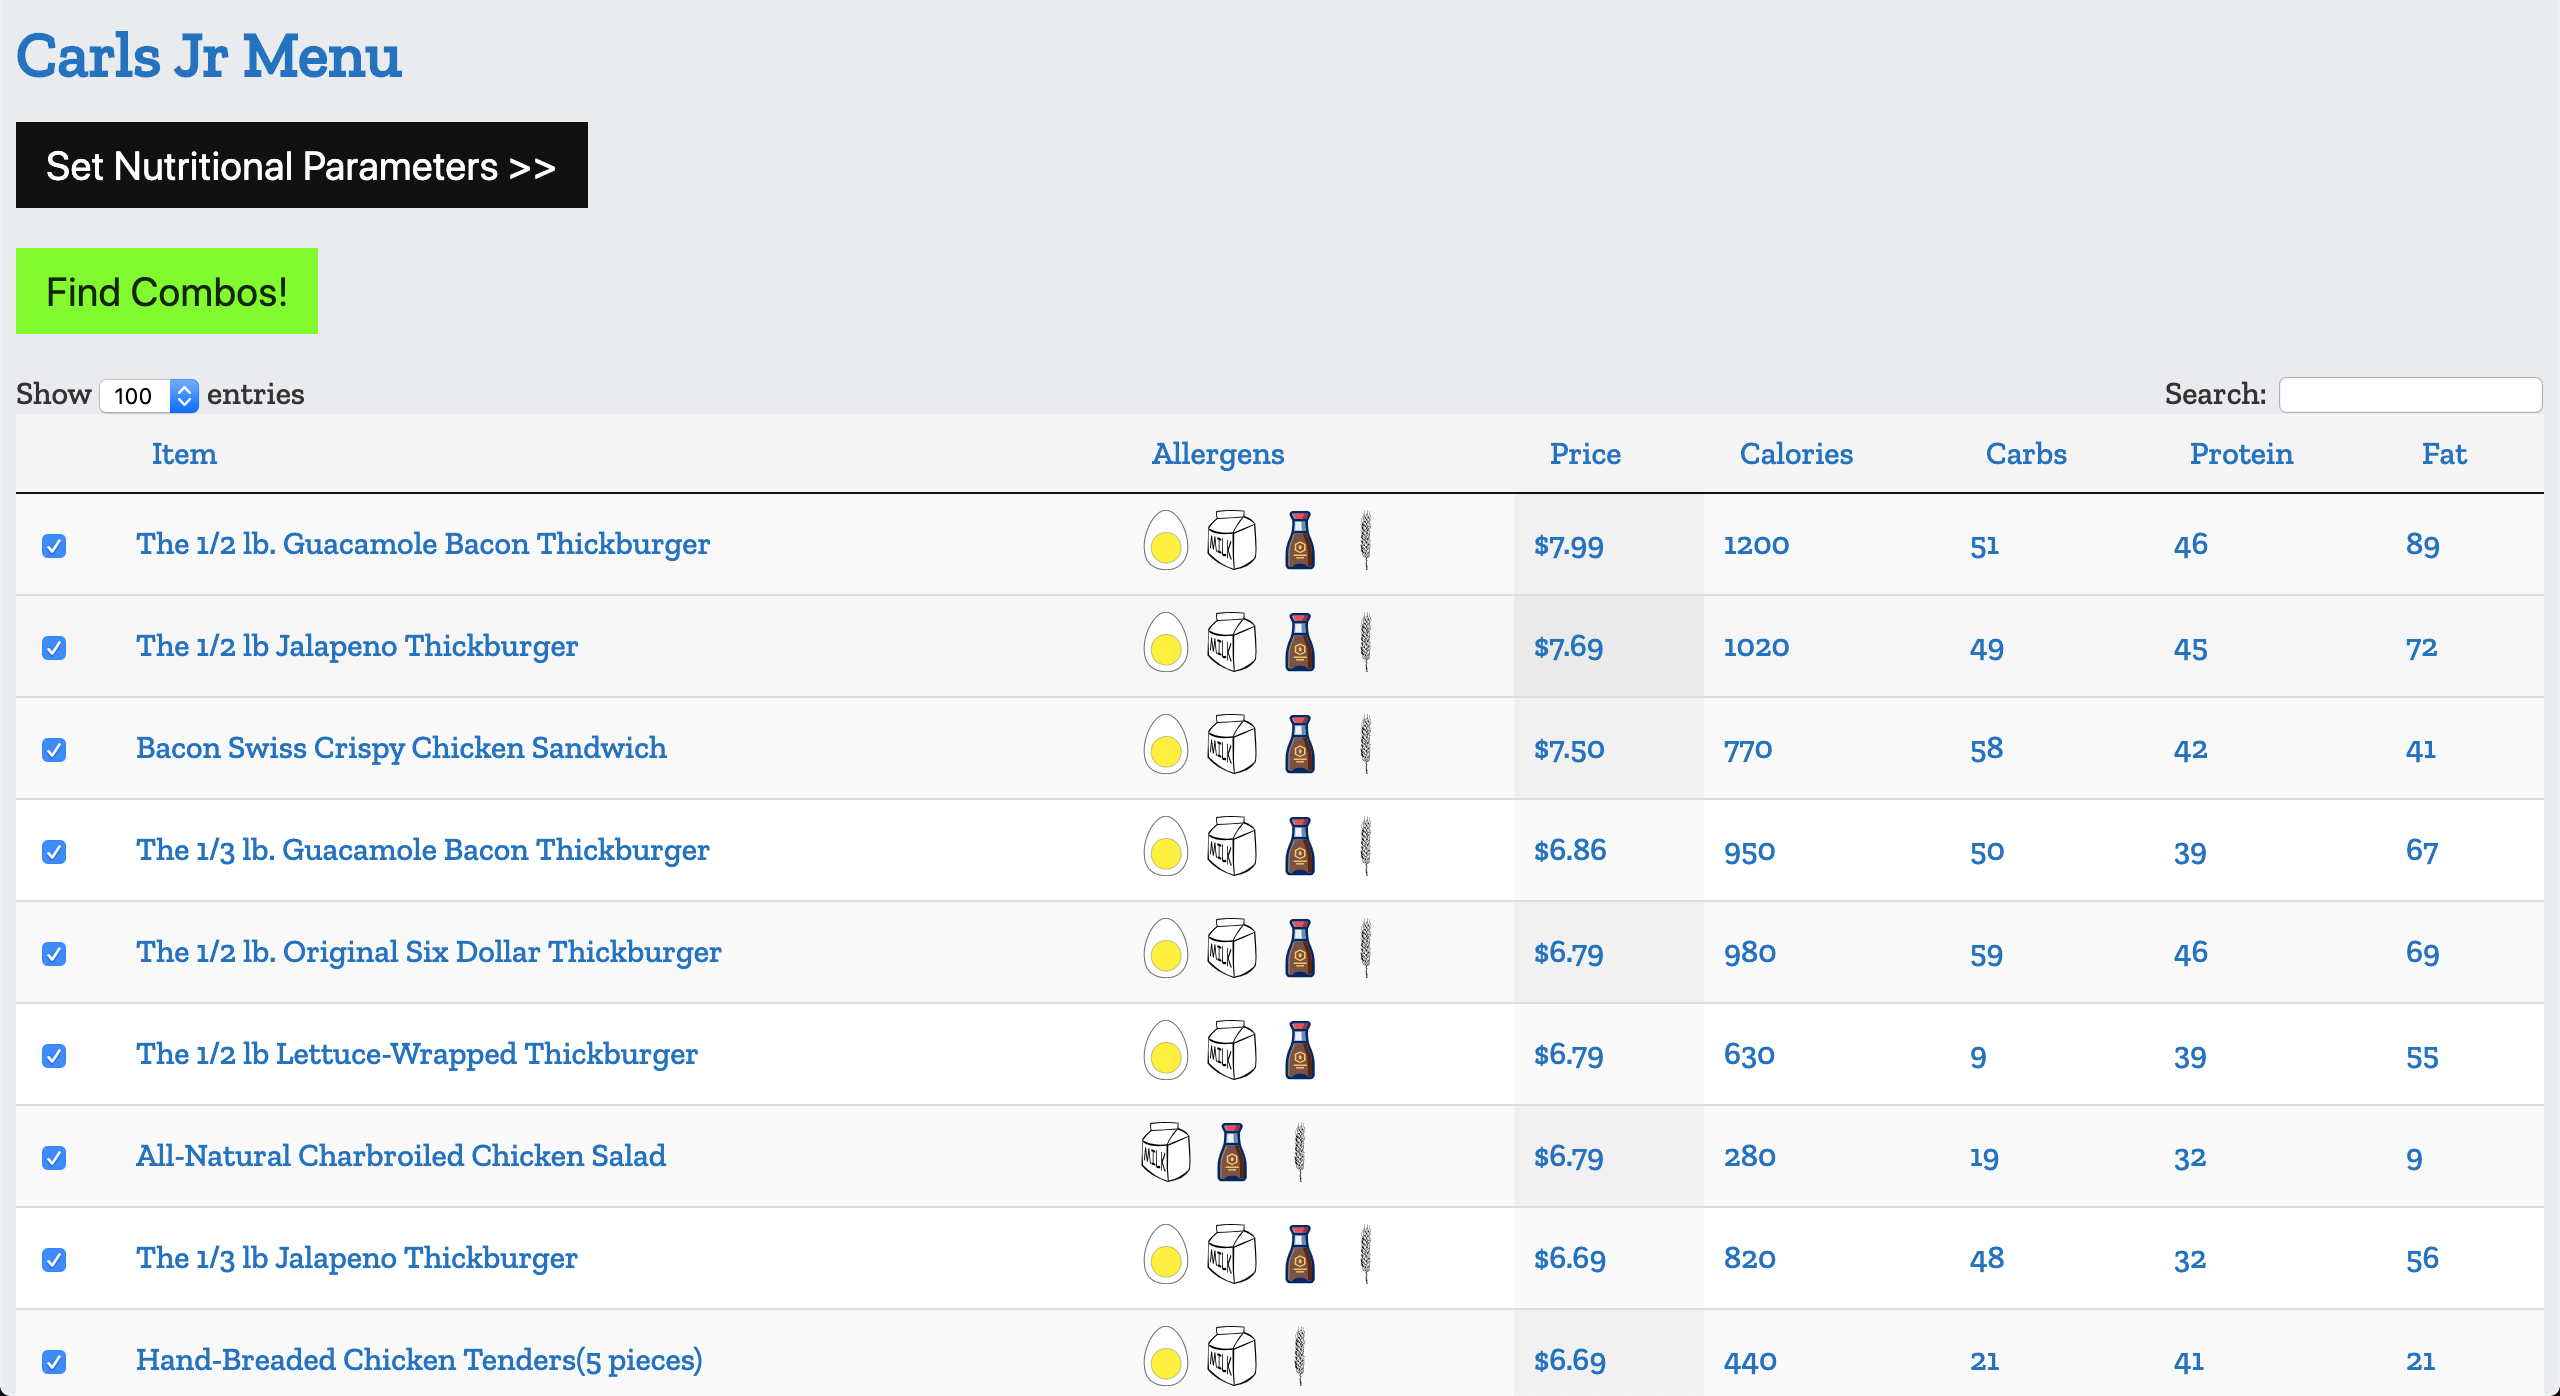 Carls Jr Menu
Set Nutritional Parameters >>
Find Combos!
Show 100 entries Search:
Item Allergens Price Calories Carbs Protein Fat
The 1/2 lb. Guacamole Bacon Thickburger MILK $7.99 1200 51 46 89
The 1/2 lb Jalapeno Thickburger MILK $7.69 1020 49 45 72
Bacon Swiss Crispy Chicken Sandwich MILK $7.50 770 58 42 41
The 1/3 lb. Guacamole Bacon Thickburger MILK $6.86 950 50 39 67
The 1/2 lb. Original Six Dollar Thickburger MILK $6.79 980 59 46 69
The 1/2 lb Lettuce-Wrapped Thickburger MILK $6.79 630 9 39 55
All-Natural Charbroiled Chicken Salad MILK $6.79 280 19 32 9
The 1/3 lb Jalapeno Thickburger MILK $6.69 820 48 32 56
Hand-Breaded Chicken Tenders(5 pieces) MILK $6.69 440 21 41 21